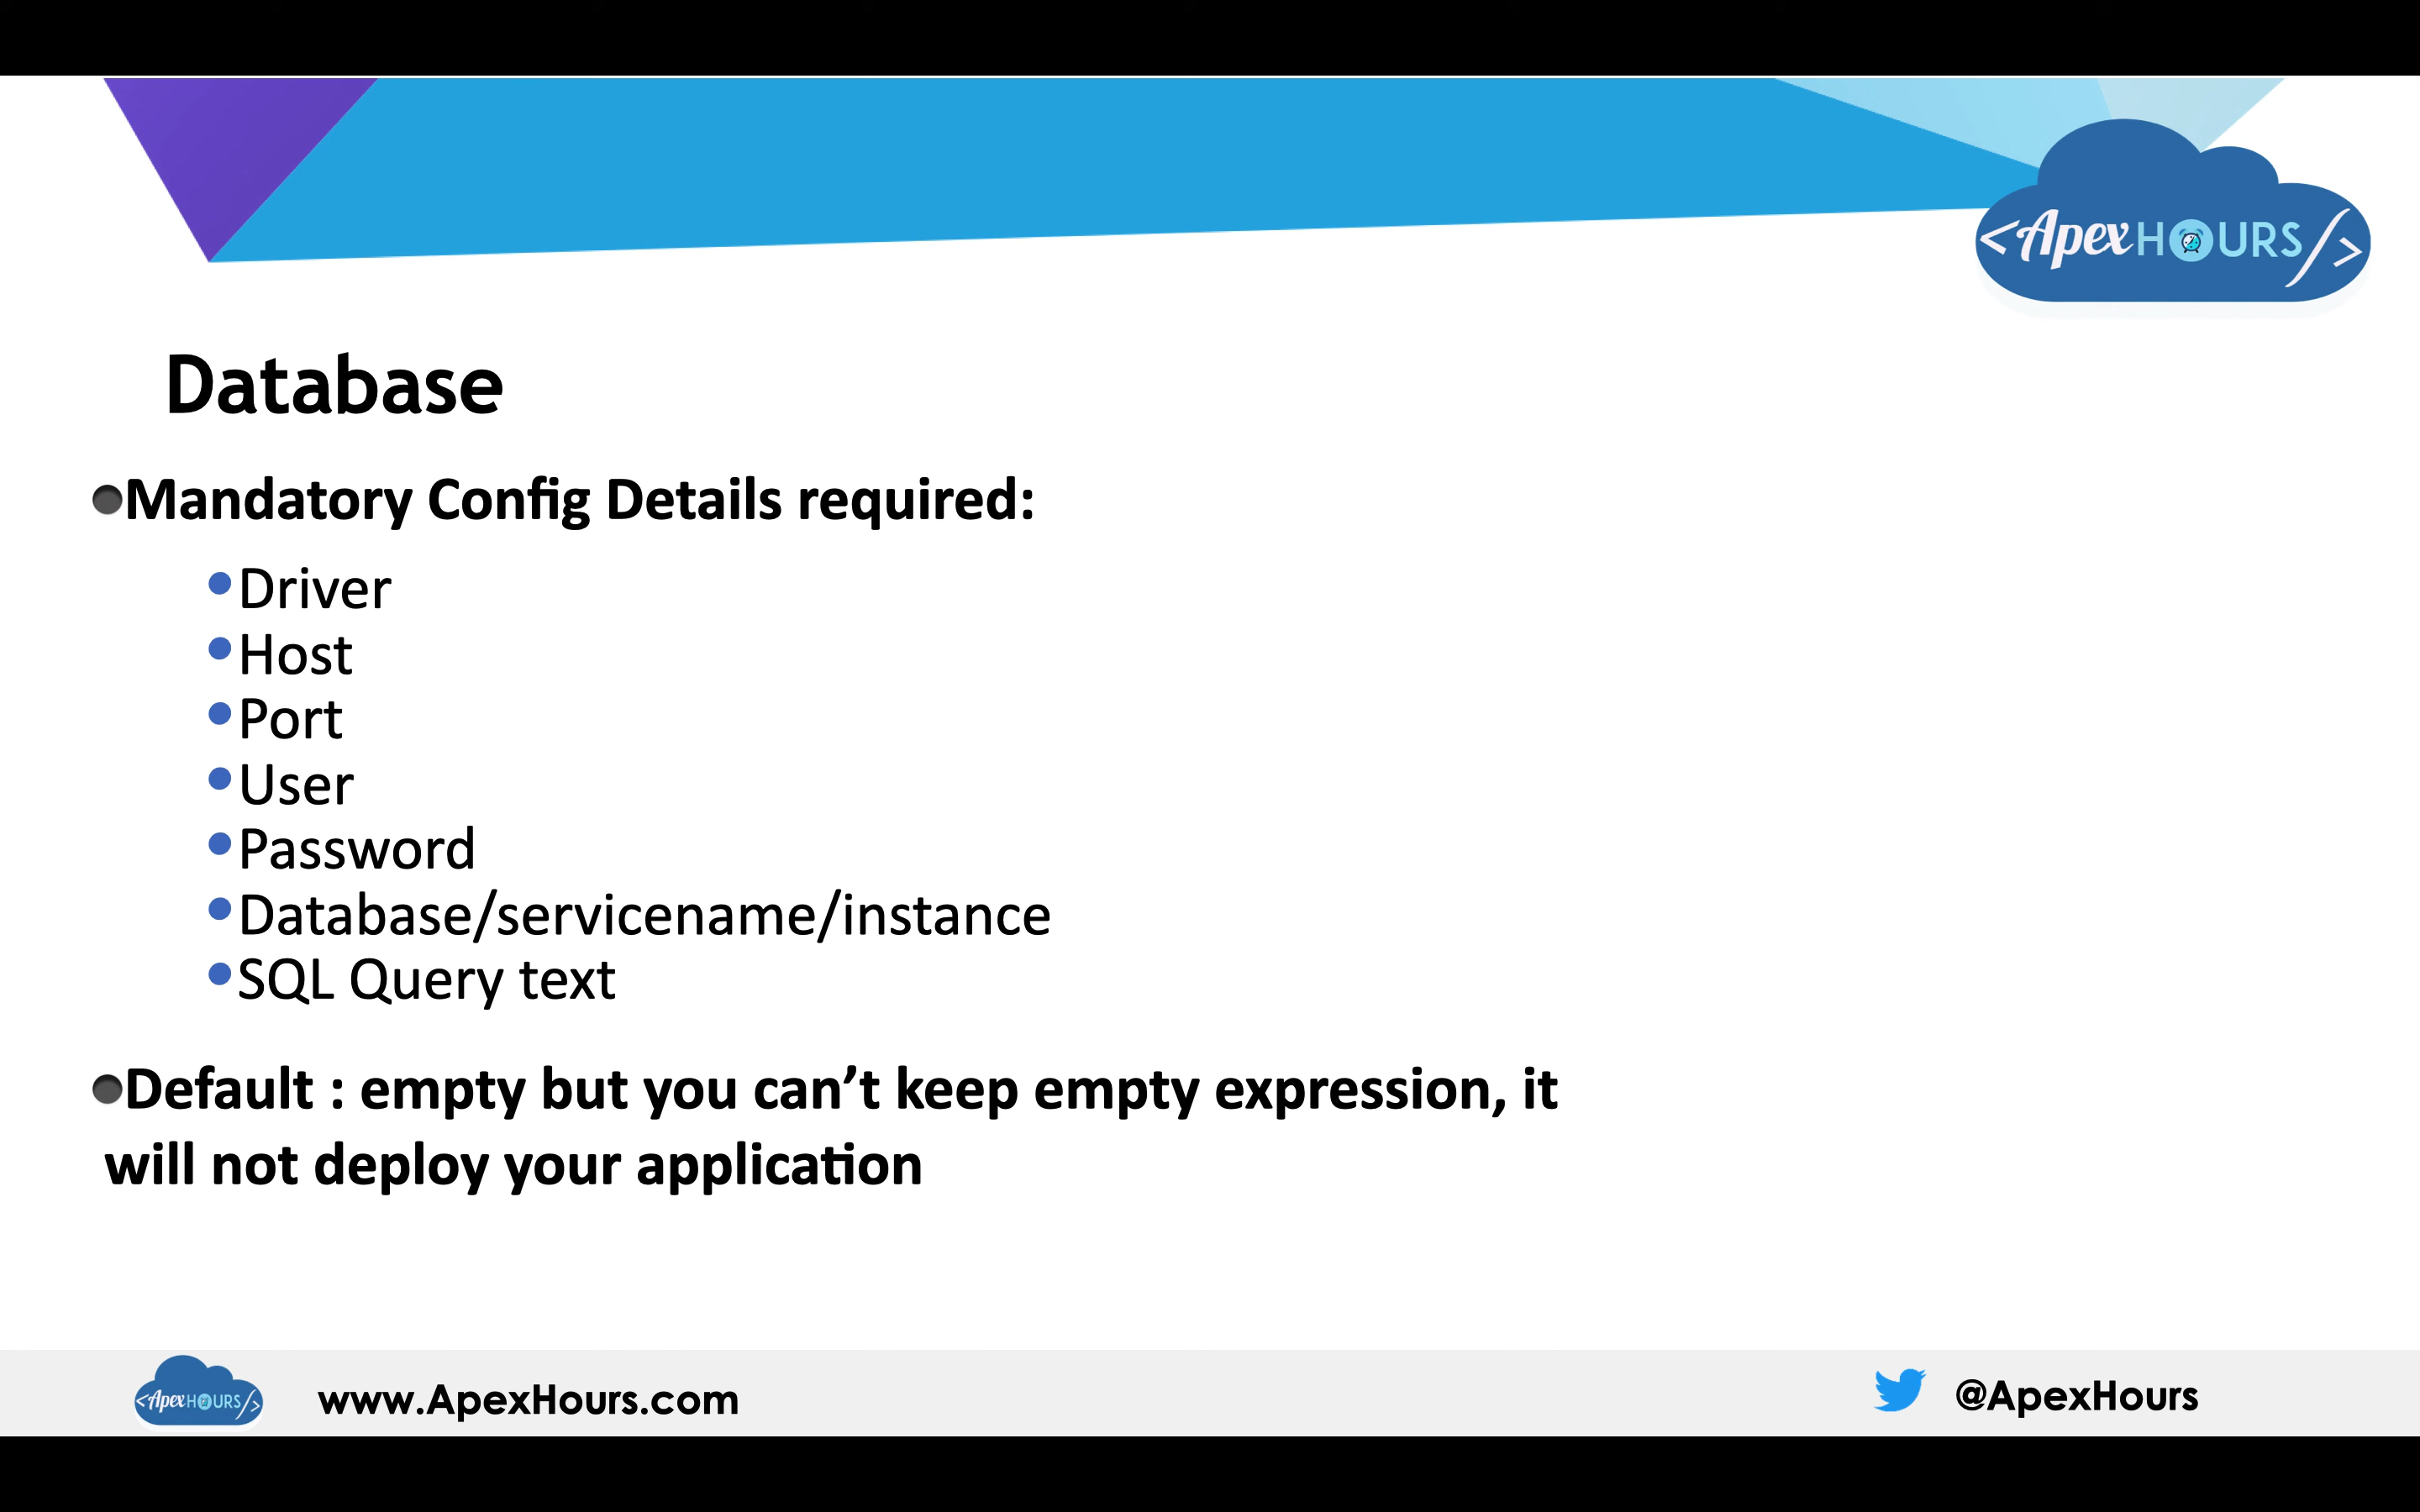 <ApexHOURS/>
Database
Mandatory Config Details required:
Driver
Host
Port
User
Password
Database/servicename/instance
SQL Query text
Default : empty but you can’t keep empty expression, it
will not deploy your application
<ApexHOURS/>
www.ApexHours.com
@ApexHours